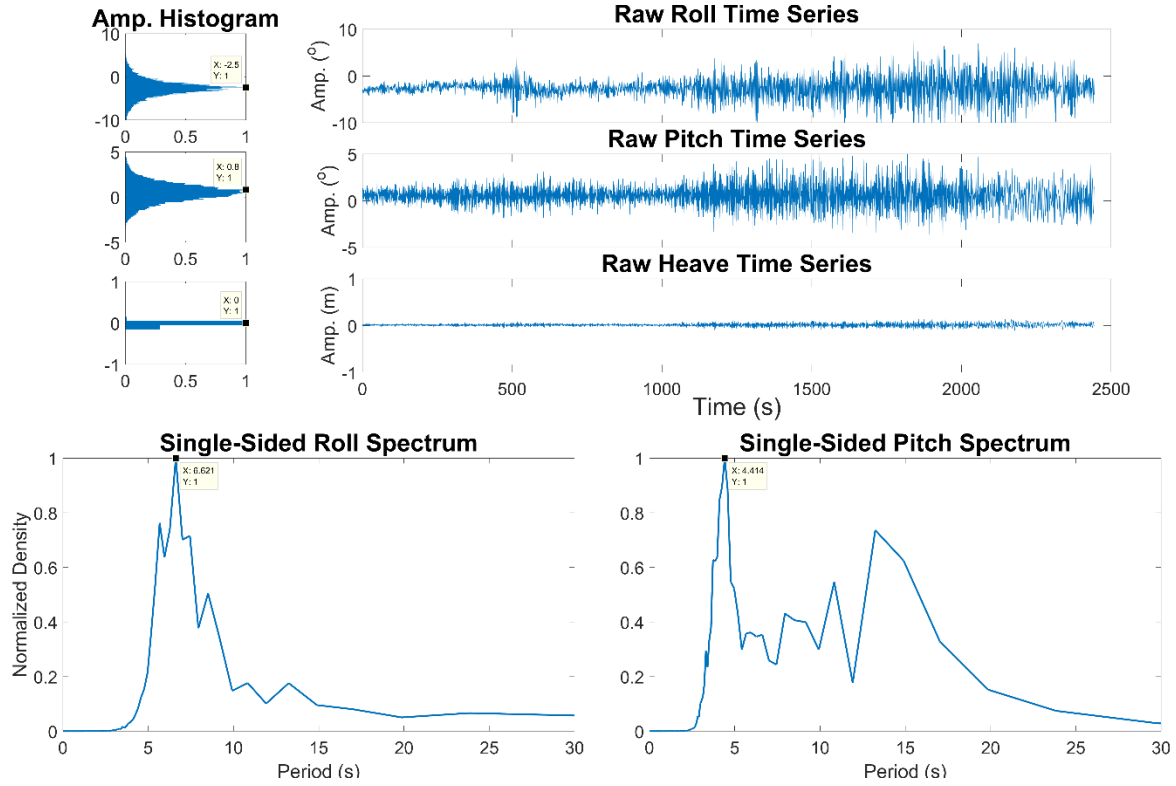 Amp. Histogram
Raw Roll Time Series
10
0
-10
X: -2.5
Y: 1
0 0.5 1
Amp. (°)
10
0
-10
Raw Pitch Time Series
5
0
-5
X: 0.8
Y: 1
0 0.5 1
Amp. (°)
5
0
-5
Raw Heave Time Series
1
0
-1
X: 0
Y: 1
0 0.5 1
Amp. (m)
1
0
-1
0 500 1000 1500 2000 2500
Time (s)
Single-Sided Roll Spectrum
Normalized Density
1
0.8
0.6
0.4
0.2
0
X: 6.621
Y: 1
0 5 10 15 20 25 30
Period (s)
Single-Sided Pitch Spectrum
1
0.8
0.6
0.4
0.2
0
X: 4.414
Y: 1
0 5 10 15 20 25 30
Period (s)